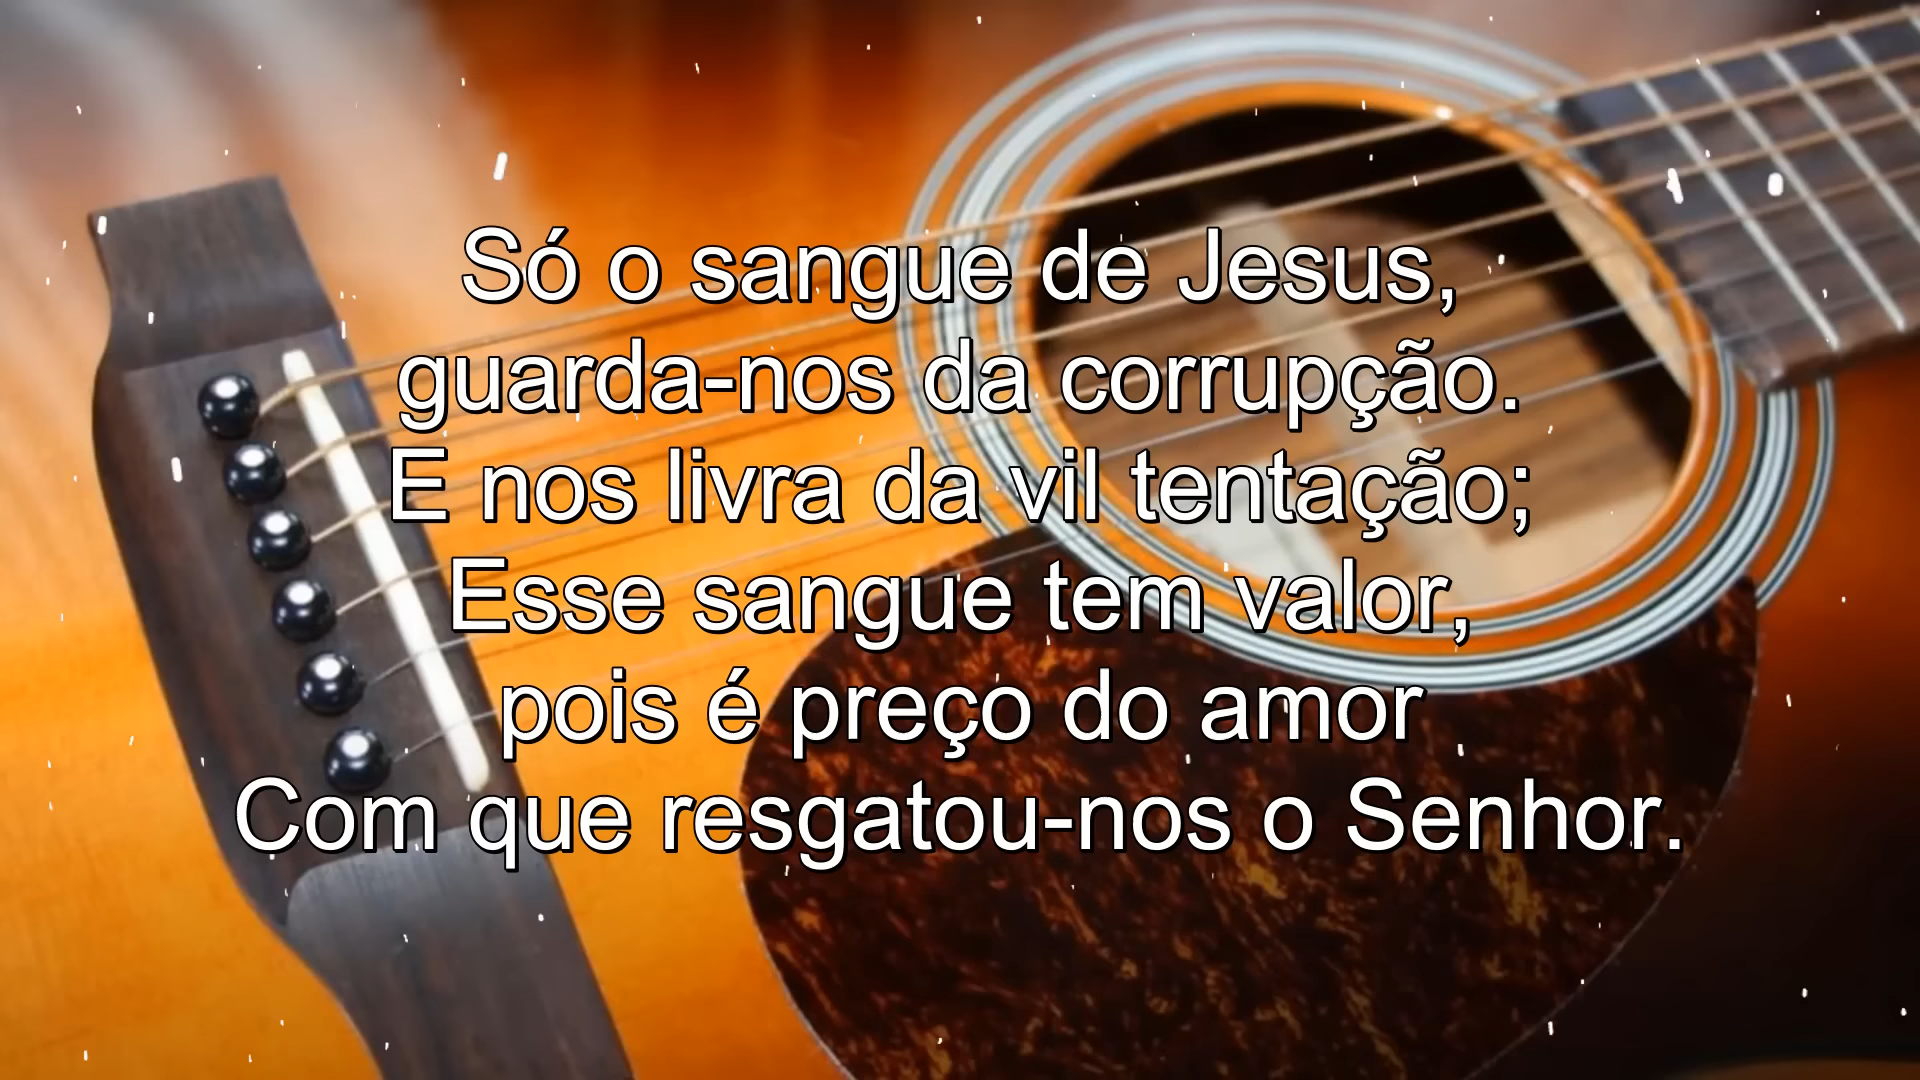 Só o sangue de Jesus,
guarda-nos da corrupção.
E nos livra da vil tentação;
Esse sangue tem valor,
pois é preço do amor
Com que resgatou-nos o Senhor.